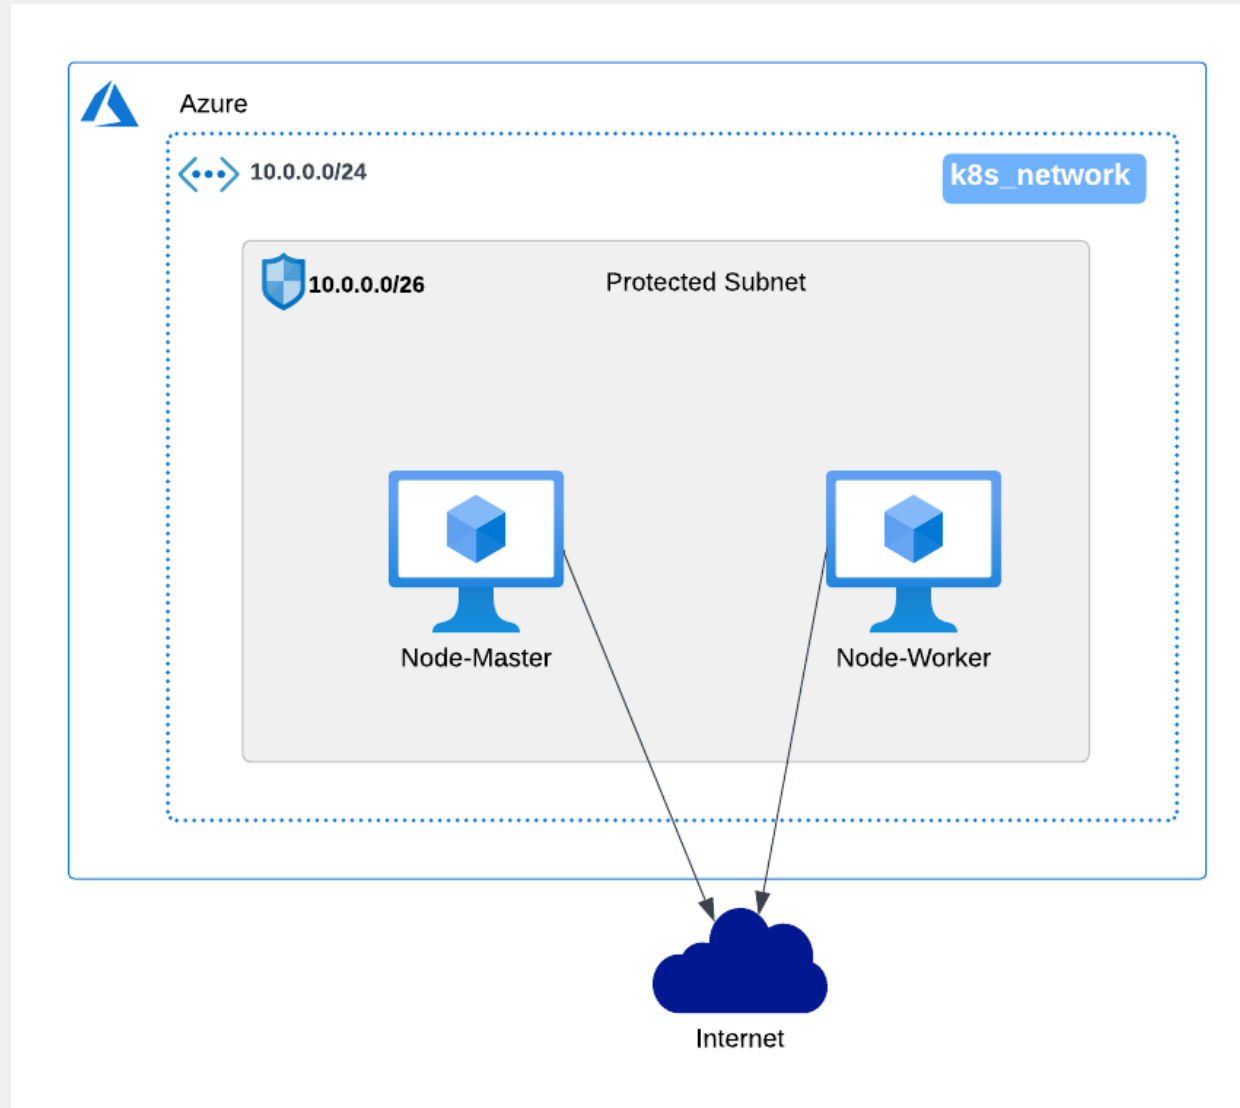 Azure
10.0.0.0/24
k8s_network
10.0.0.0/26
Protected Subnet
Node-Master
Node-Worker
Internet